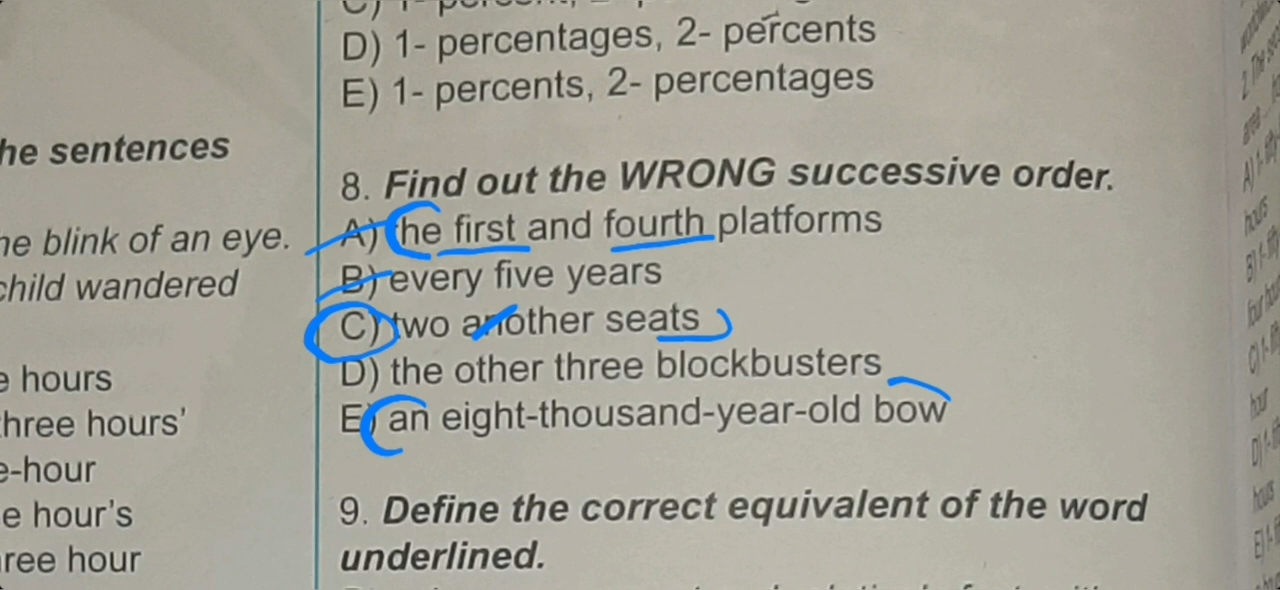 D) 1- percentages, 2- percents
E) 1- percents, 2- percentages
he sentences
he blink of an eye.
child wandered
e hours
three hours'
e-hour
e hour's
ree hour
8. Find out the WRONG successive order.
A) the first and fourth platforms
B) every five years
C) two another seats
D) the other three blockbusters
E) an eight-thousand-year-old bow
9. Define the correct equivalent of the word
underlined.